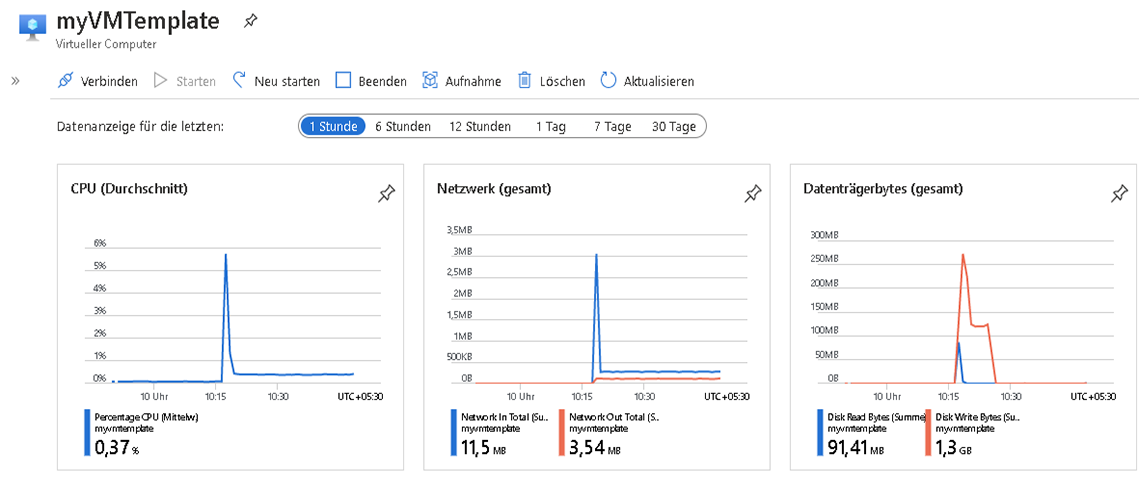 myVMTemplate
Virtueller Computer
Verbinden Starten Neu starten Beenden Aufnahme Löschen Aktualisieren
Datenanzeige für die letzten: 1 Stunde 6 Stunden 12 Stunden 1 Tag 7 Tage 30 Tage
CPU (Durchschnitt)
6%
5%
4%
3%
2%
1%
0%
10 Uhr 10:15 10:30 UTC+05:30
Percentage CPU (Mittelw)
myvmtemplate
0,37 %
Netzwerk (gesamt)
3,5MB
3MB
2,5MB
2MB
1,5MB
1MB
500KB
0B
10 Uhr 10:15 10:30 UTC+05:30
Network In Total (Su.. Network Out Total (S..
myvmtemplate myvmtemplate
11,5 MB 3,54 MB
Datenträgerbytes (gesamt)
300MB
250MB
200MB
150MB
100MB
50MB
0B
10 Uhr 10:15 10:30 UTC+05:30
Disk Read Bytes (Summe) Disk Write Bytes (Su..
myvmtemplate myvmtemplate
91,41 MB 1,3 GB